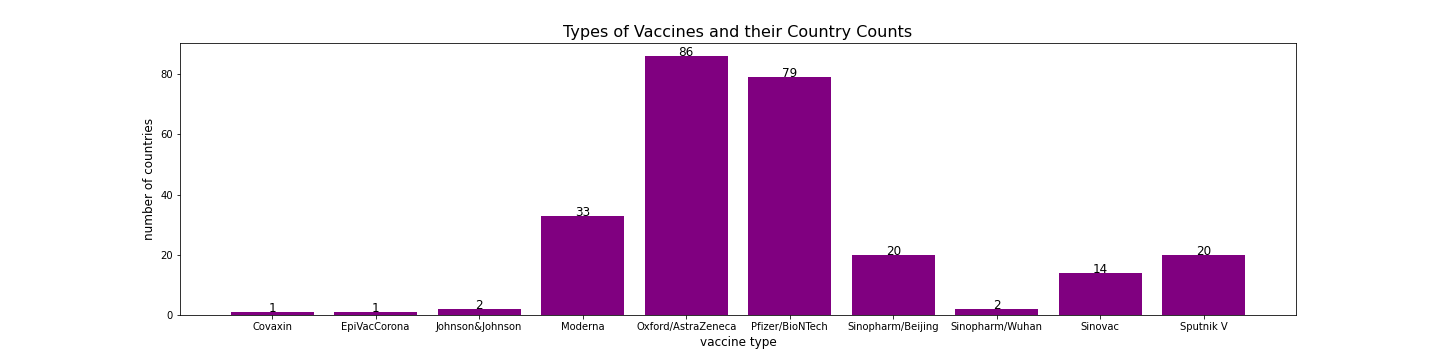 Types of Vaccines and their Country Counts
number of countries
80
60
40
20
0
1
1
2
33
86
79
20
2
14
20
Covaxin
EpiVacCorona
Johnson&Johnson
Moderna
Oxford/AstraZeneca
Pfizer/BioNTech
Sinopharm/Beijing
Sinopharm/Wuhan
Sinovac
Sputnik V
vaccine type